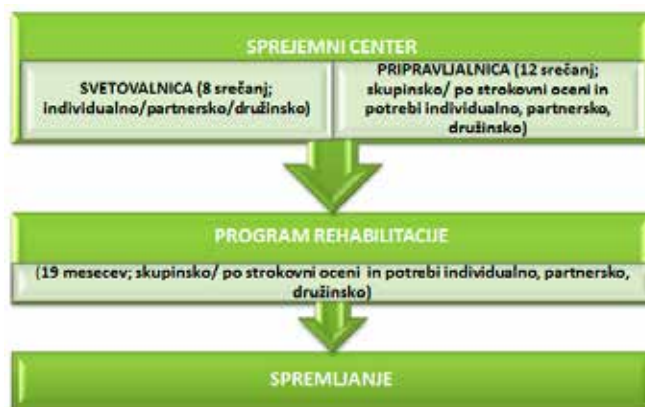 SPREJEMNI CENTER
SVETOVALNICA (8 srečanj;
individualno/partnersko/družinsko)
PRIPRAVLJALNICA (12 srečanj;
skupinsko/ po strokovni oceni in
potrebi individualno, partnersko,
družinsko)
PROGRAM REHABILITACIJE
(19 mesecev; skupinsko/ po strokovni oceni in potrebi individualno, partnersko,
družinsko)
SPREMLJANJE